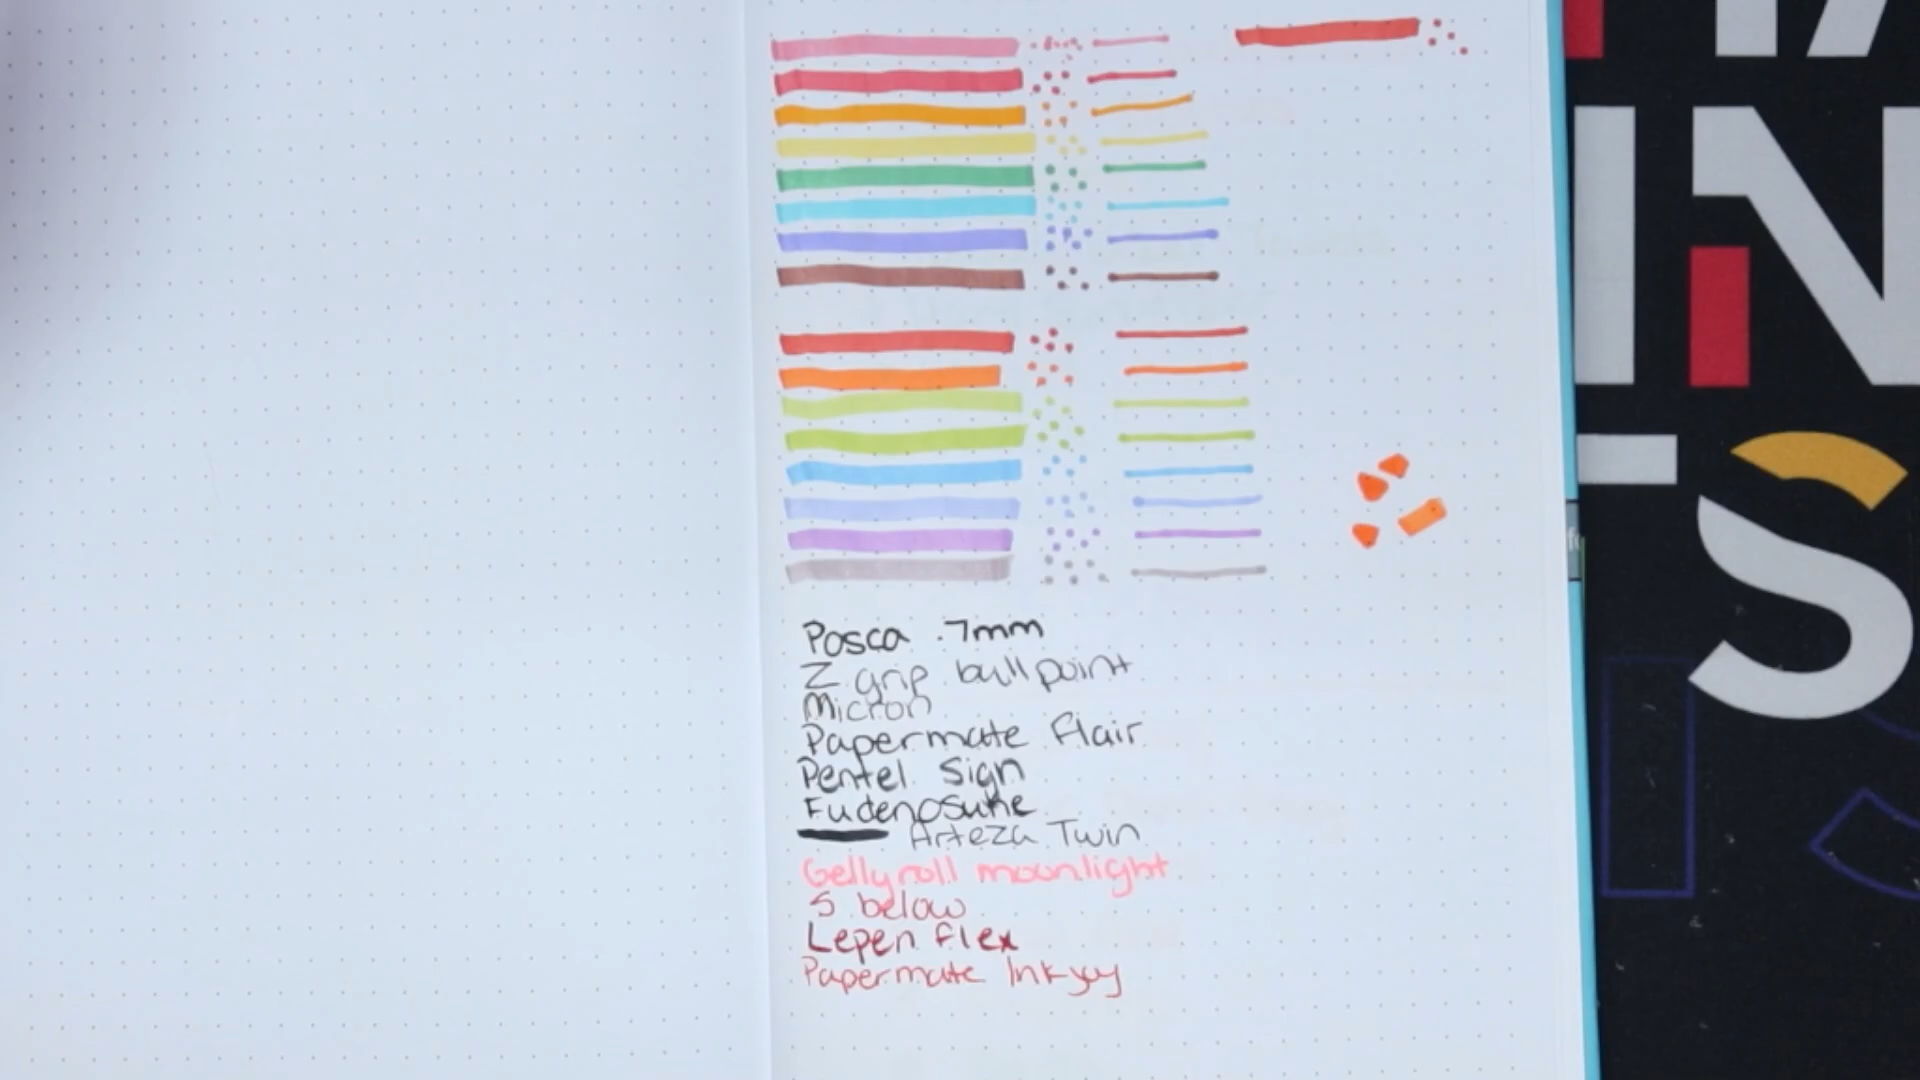 Posca .7mm
Z grip ballpoint
Micron
Papermate Flair
Pentel Sign
Fudenosuke
Arteza Twin
Gellyroll moonlight
5 below
Lepen flex
Papermate Inkjoy
IN
S